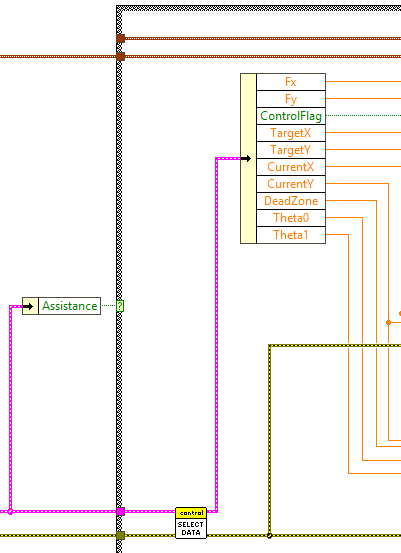 Fx
Fy
ControlFlag
TargetX
TargetY
CurrentX
CurrentY
DeadZone
Theta0
Theta1
Assistance
?
control
SELECT
DATA